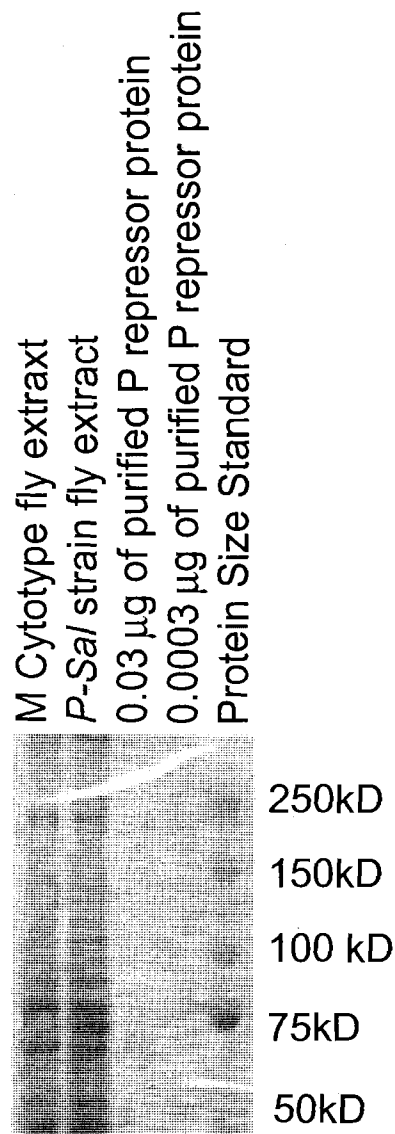 M Cytotype fly extraxt
P-Sal strain fly extract
0.03 µg of purified P repressor protein
0.0003 µg of purified P repressor protein
Protein Size Standard
250kD
150kD
100 kD
75kD
50kD